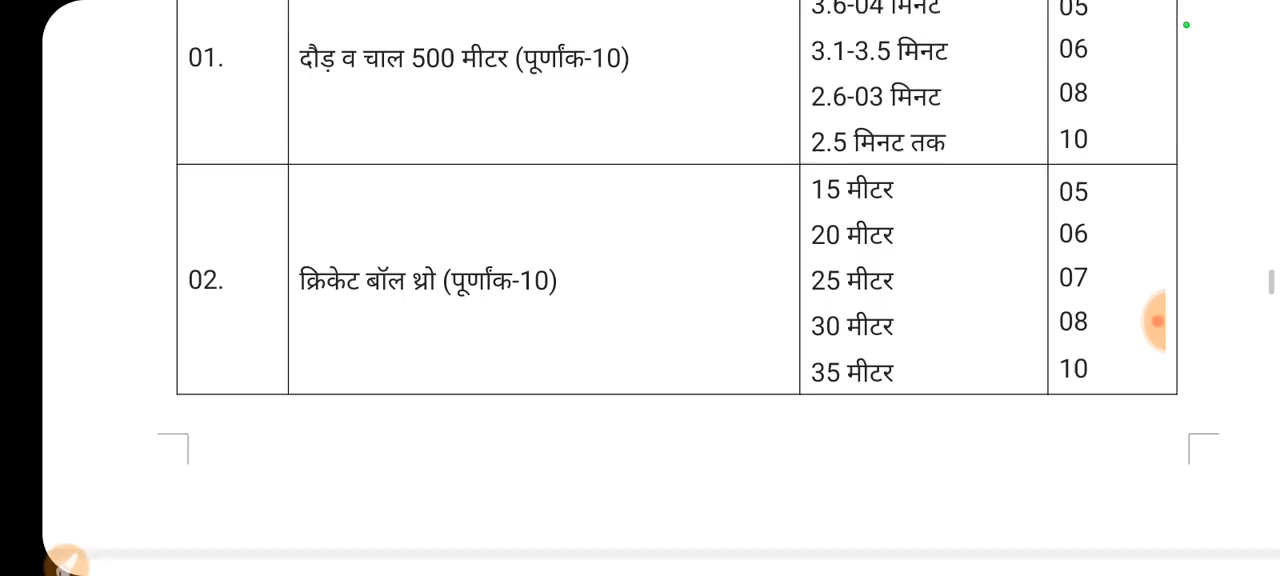 3.6-04 मिनट 05
01. दौड़ व चाल 500 मीटर (पूर्णांक-10) 3.1-3.5 मिनट 06
2.6-03 मिनट 08
2.5 मिनट तक 10
15 मीटर 05
20 मीटर 06
02. क्रिकेट बॉल थ्रो (पूर्णांक-10) 25 मीटर 07
30 मीटर 08
35 मीटर 10